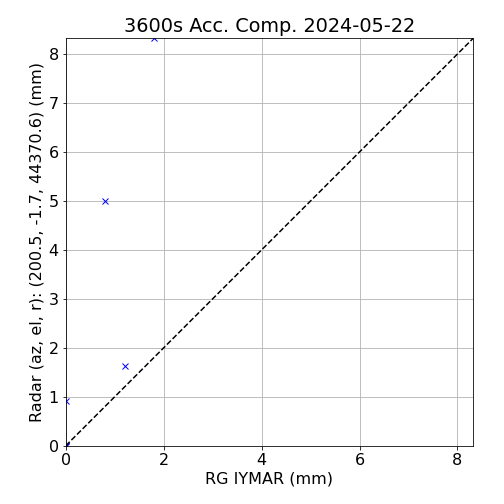 3600s Acc. Comp. 2024-05-22
Radar (az, el, r): (200.5, -1.7, 44370.6) (mm)
8
7
6
5
4
3
2
1
0
0 2 4 6 8
RG IYMAR (mm)